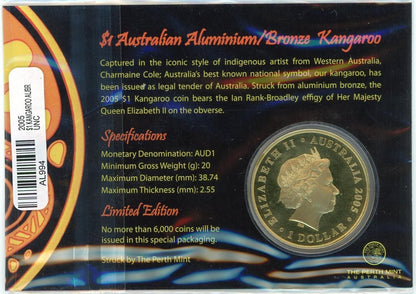 $1 Australian Aluminium/Bronze Kangaroo
Captured in the iconic style of indigenous artist from Western Australia,
Charmaine Cole; Australia's best known national symbol, our kangaroo, has
been issued as legal tender of Australia. Struck from aluminium bronze, the
2005 $1 Kangaroo coin bears the Ian Rank-Broadley effigy of Her Majesty
Queen Elizabeth II on the obverse.
Specifications
Monetary Denomination: AUD1
Minimum Gross Weight (g): 20
Maximum Diameter (mm): 38.74
Maximum Thickness (mm): 2.55
Limited Edition
No more than 6,000 coins will be
issued in this special packaging.
Struck by The Perth Mint
2005
$1 KANGAROO ALBR
UNC
AL994
ELIZABETH II AUSTRALIA 2005
1 DOLLAR
THE PERTH MINT
AUSTRALIA